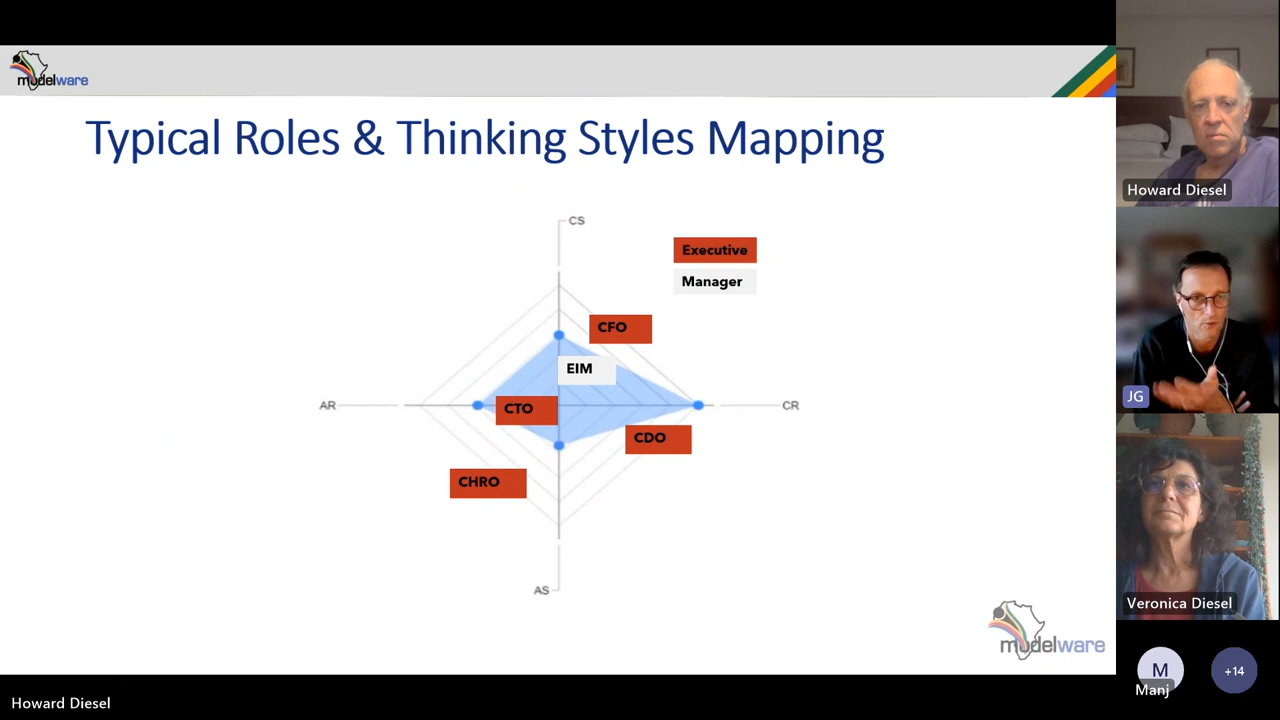 modelware
Typical Roles & Thinking Styles Mapping
CS
Executive
Manager
CFO
EIM
AR
CTO
CR
CDO
CHRO
AS
modelware
Howard Diesel
Howard Diesel
JG
Veronica Diesel
M
Manj
+14